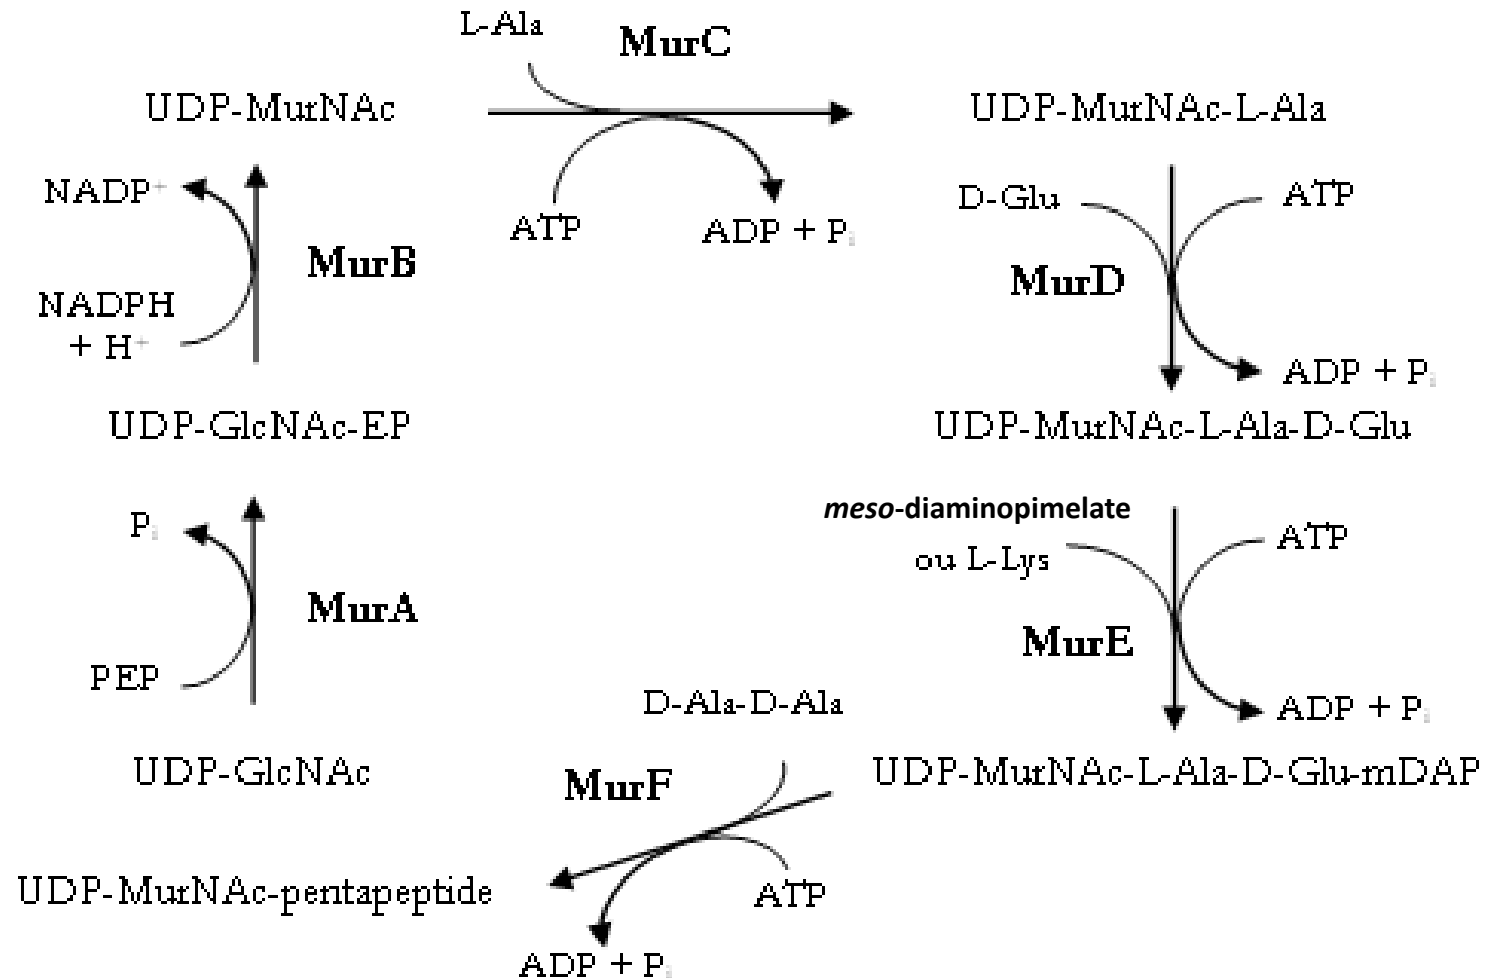 L-Ala
MurC
UDP-MurNAc
UDP-MurNAc-L-Ala
ATP
ADP + Pi
NADP+
MurB
NADPH
+ H+
D-Glu
ATP
MurD
ADP + Pi
UDP-GlcNAc-EP
UDP-MurNAc-L-Ala-D-Glu
Pi
MurA
PEP
meso-diaminopimelate
ou L-Lys
ATP
MurE
ADP + Pi
UDP-GlcNAc
D-Ala-D-Ala
MurF
UDP-MurNAc-L-Ala-D-Glu-mDAP
UDP-MurNAc-pentapeptide
ATP
ADP + Pi